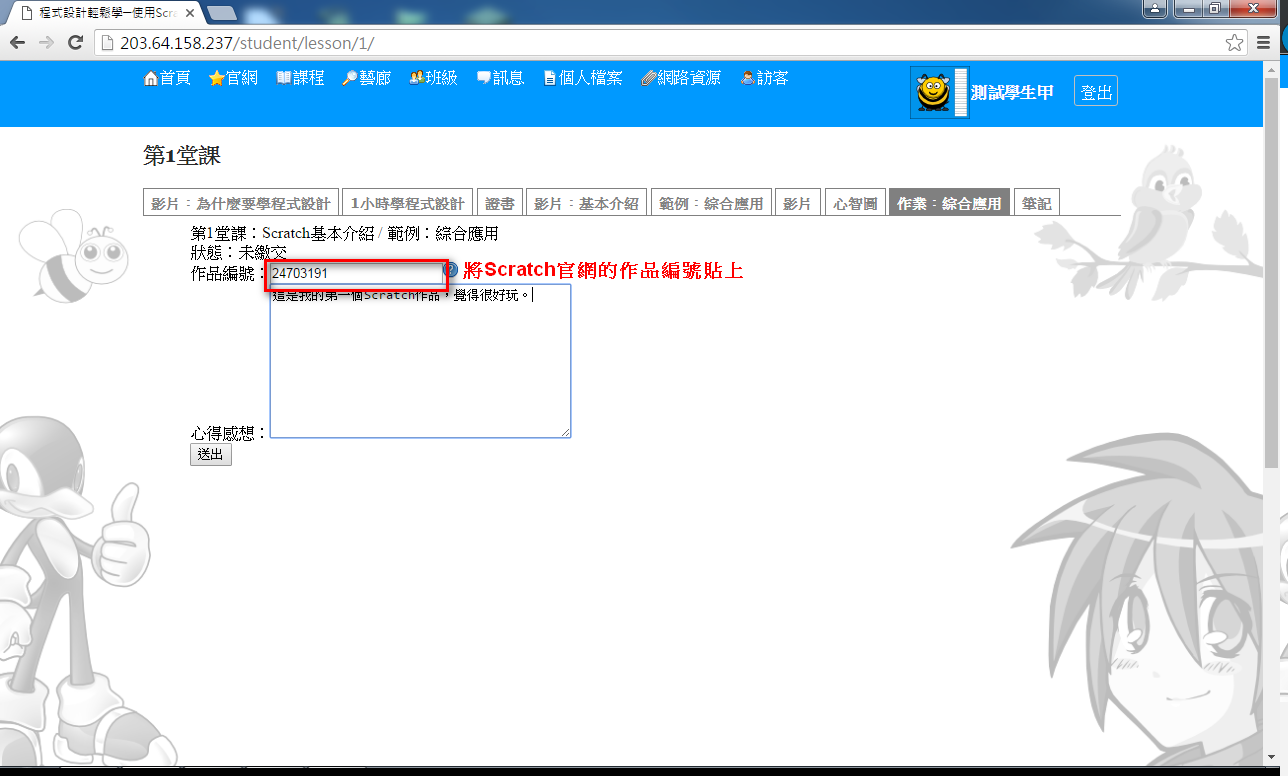 程式設計輕鬆學─使用Scra
203.64.158.237/student/lesson/1/
首頁 官網 課程 藝廊 班級 訊息 個人檔案 網路資源 訪客
測試學生甲 登出
第1堂課
影片：為什麼要學程式設計 1小時學程式設計 證書 影片：基本介紹 範例：綜合應用 影片 心智圖 作業：綜合應用 筆記
第1堂課：Scratch基本介紹 / 範例：綜合應用
狀態：未繳交
作品編號：24703191 將Scratch官網的作品編號貼上
這是我的第一個Scratch作品，覺得很好玩。
心得感想：
送出